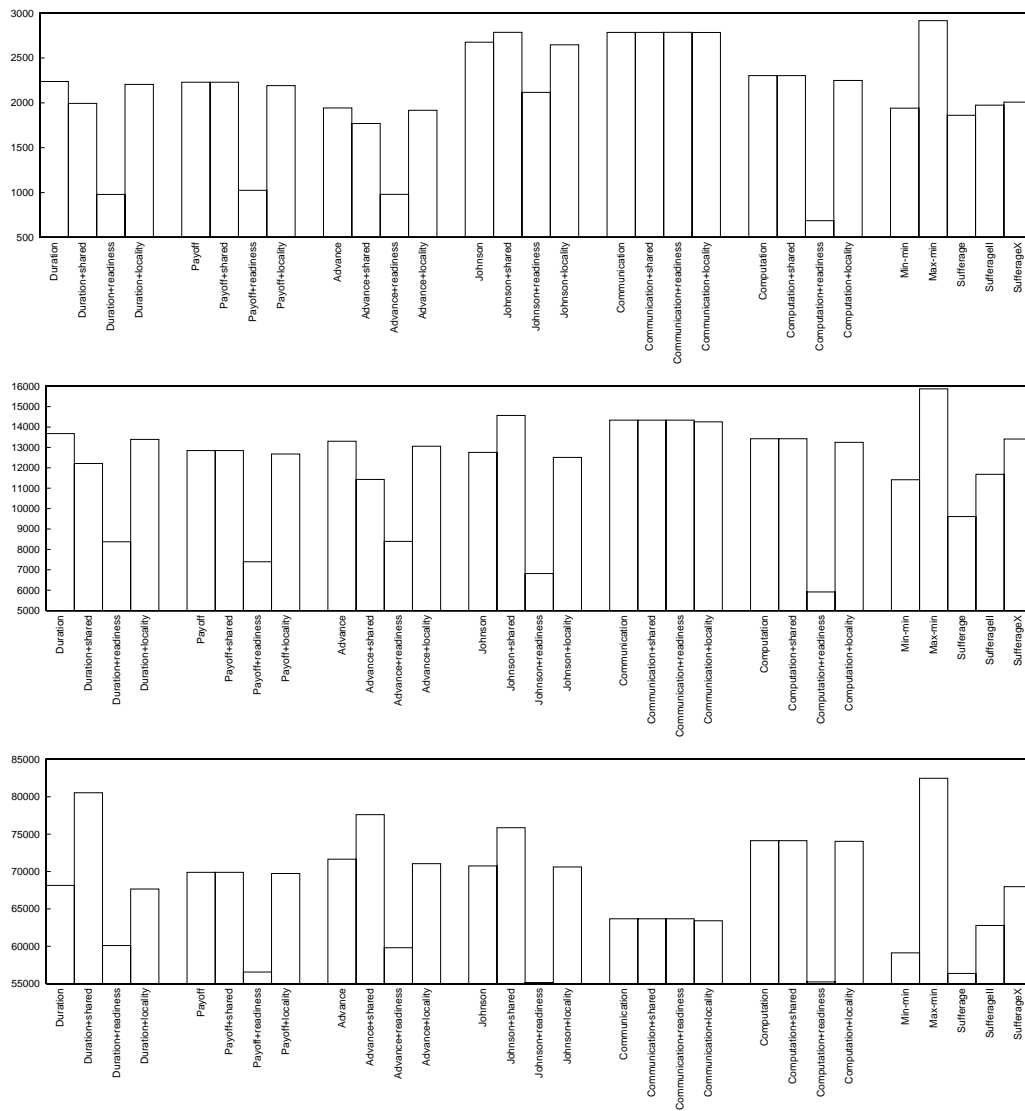 3000
2500
2000
1500
1000
500
Duration
Duration+shared
Duration+readiness
Duration+locality
Payoff
Payoff+shared
Payoff+readiness
Payoff+locality
Advance
Advance+shared
Advance+readiness
Advance+locality
Johnson
Johnson+shared
Johnson+readiness
Johnson+locality
Communication
Communication+shared
Communication+readiness
Communication+locality
Computation
Computation+shared
Computation+readiness
Computation+locality
Min-min
Max-min
Sufferage
SufferageII
SufferageX
16000
15000
14000
13000
12000
11000
10000
9000
8000
7000
6000
5000
Duration
Duration+shared
Duration+readiness
Duration+locality
Payoff
Payoff+shared
Payoff+readiness
Payoff+locality
Advance
Advance+shared
Advance+readiness
Advance+locality
Johnson
Johnson+shared
Johnson+readiness
Johnson+locality
Communication
Communication+shared
Communication+readiness
Communication+locality
Computation
Computation+shared
Computation+readiness
Computation+locality
Min-min
Max-min
Sufferage
SufferageII
SufferageX
85000
80000
75000
70000
65000
60000
55000
Duration
Duration+shared
Duration+readiness
Duration+locality
Payoff
Payoff+shared
Payoff+readiness
Payoff+locality
Advance
Advance+shared
Advance+readiness
Advance+locality
Johnson
Johnson+shared
Johnson+readiness
Johnson+locality
Communication
Communication+shared
Communication+readiness
Communication+locality
Computation
Computation+shared
Computation+readiness
Computation+locality
Min-min
Max-min
Sufferage
SufferageII
SufferageX